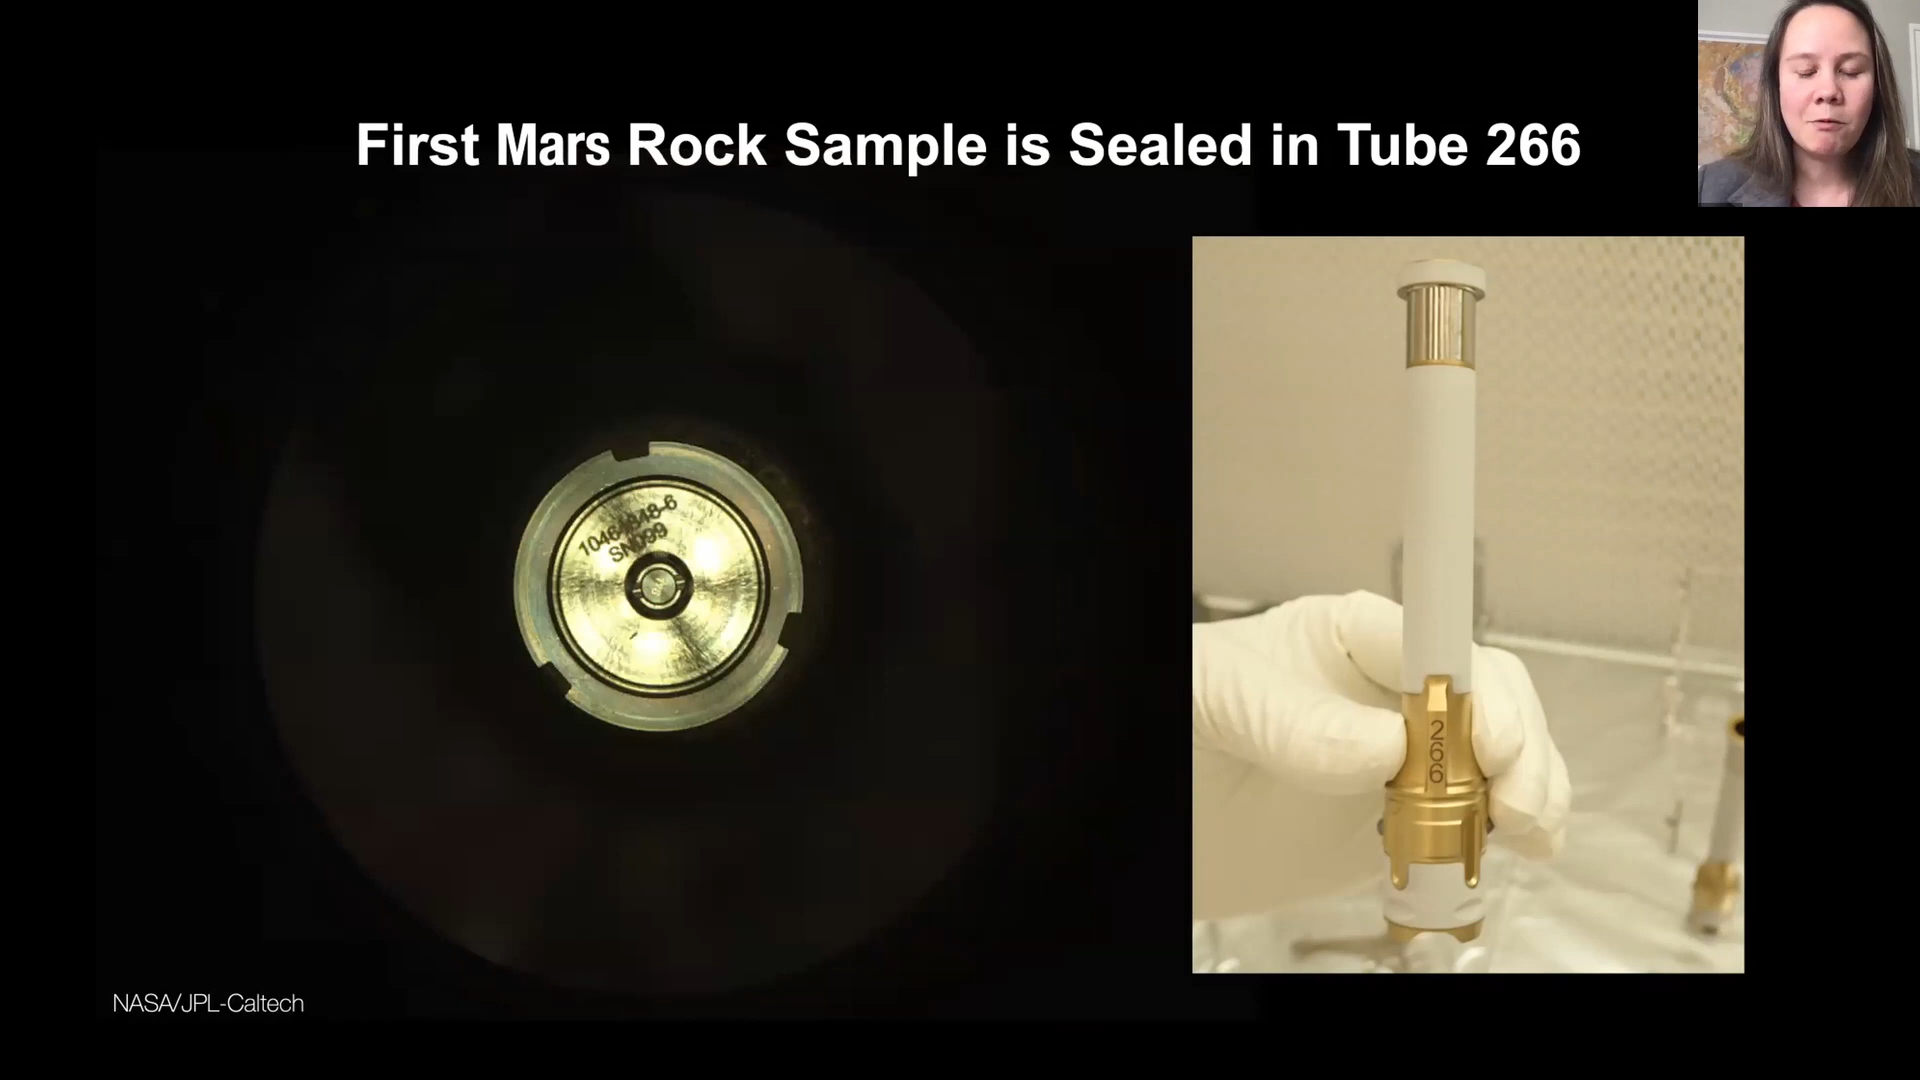 First Mars Rock Sample is Sealed in Tube 266
SN099
266
NASA/JPL-Caltech